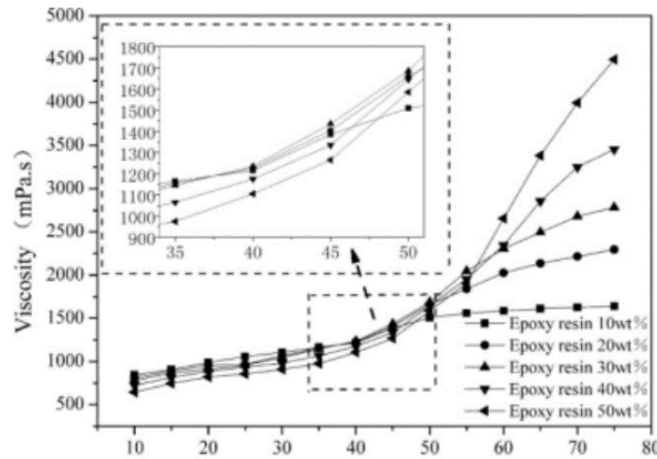 5000
4500
4000
3500
3000
2500
2000
1500
1000
500
Viscosity （mPa.s）
1800
1700
1600
1500
1400
1300
1200
1100
1000
900
35 40 45 50
Epoxy resin 10wt%
Epoxy resin 20wt%
Epoxy resin 30wt%
Epoxy resin 40wt%
Epoxy resin 50wt%
10 20 30 40 50 60 70 80